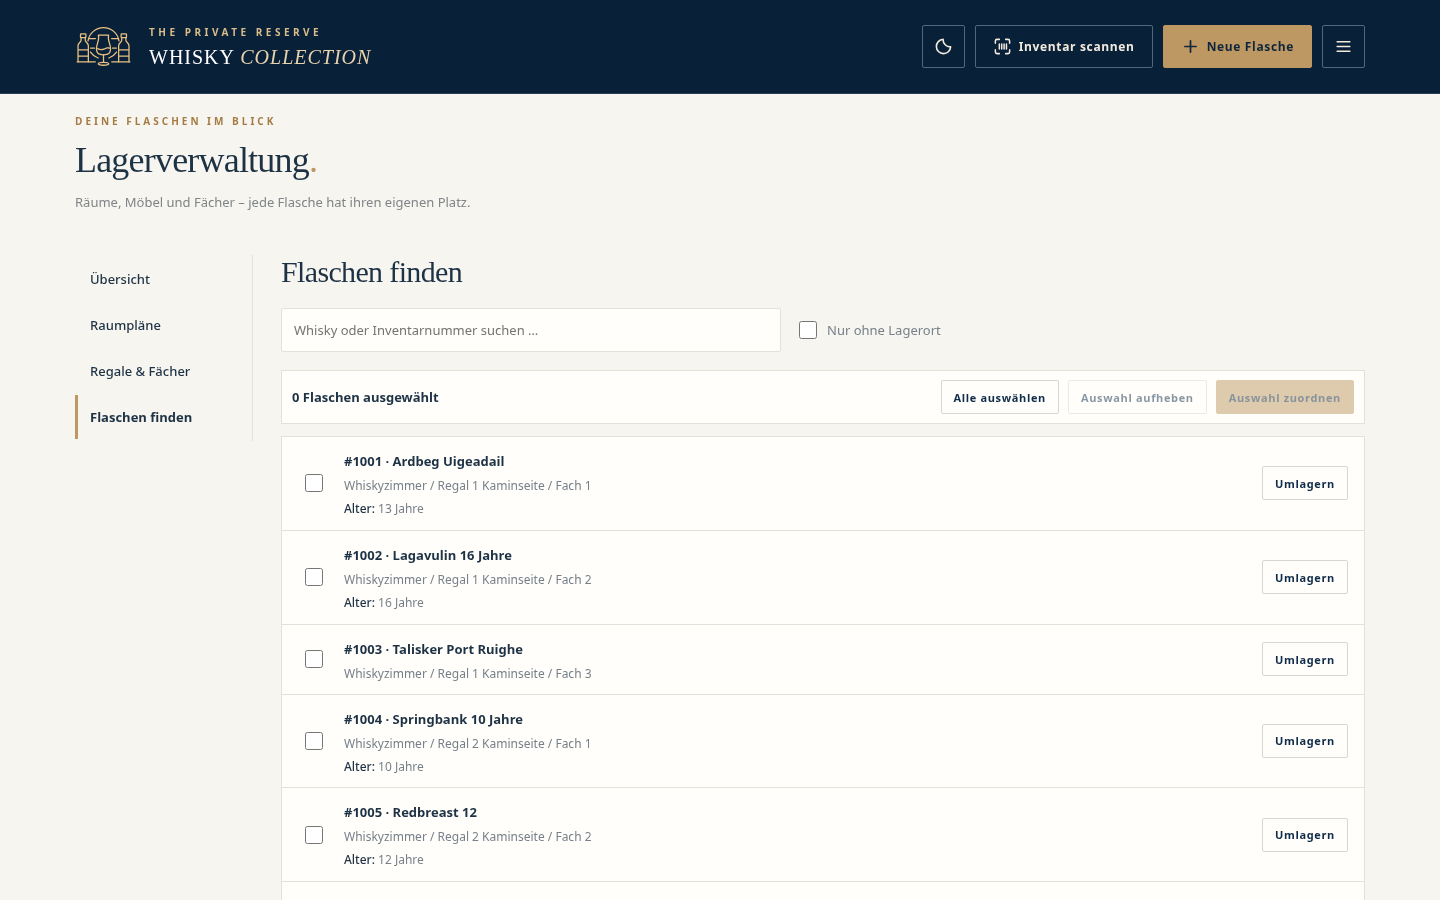 THE PRIVATE RESERVE
WHISKY COLLECTION
Inventar scannen
Neue Flasche
DEINE FLASCHEN IM BLICK
Lagerverwaltung.
Räume, Möbel und Fächer – jede Flasche hat ihren eigenen Platz.
Übersicht
Raumpläne
Regale & Fächer
Flaschen finden
Flaschen finden
Whisky oder Inventarnummer suchen ...
Nur ohne Lagerort
0 Flaschen ausgewählt
Alle auswählen
Auswahl aufheben
Auswahl zuordnen
#1001 · Ardbeg Uigeadail
Whiskyzimmer / Regal 1 Kaminseite / Fach 1
Alter: 13 Jahre
Umlagern
#1002 · Lagavulin 16 Jahre
Whiskyzimmer / Regal 1 Kaminseite / Fach 2
Alter: 16 Jahre
Umlagern
#1003 · Talisker Port Ruighe
Whiskyzimmer / Regal 1 Kaminseite / Fach 3
Umlagern
#1004 · Springbank 10 Jahre
Whiskyzimmer / Regal 2 Kaminseite / Fach 1
Alter: 10 Jahre
Umlagern
#1005 · Redbreast 12
Whiskyzimmer / Regal 2 Kaminseite / Fach 2
Alter: 12 Jahre
Umlagern